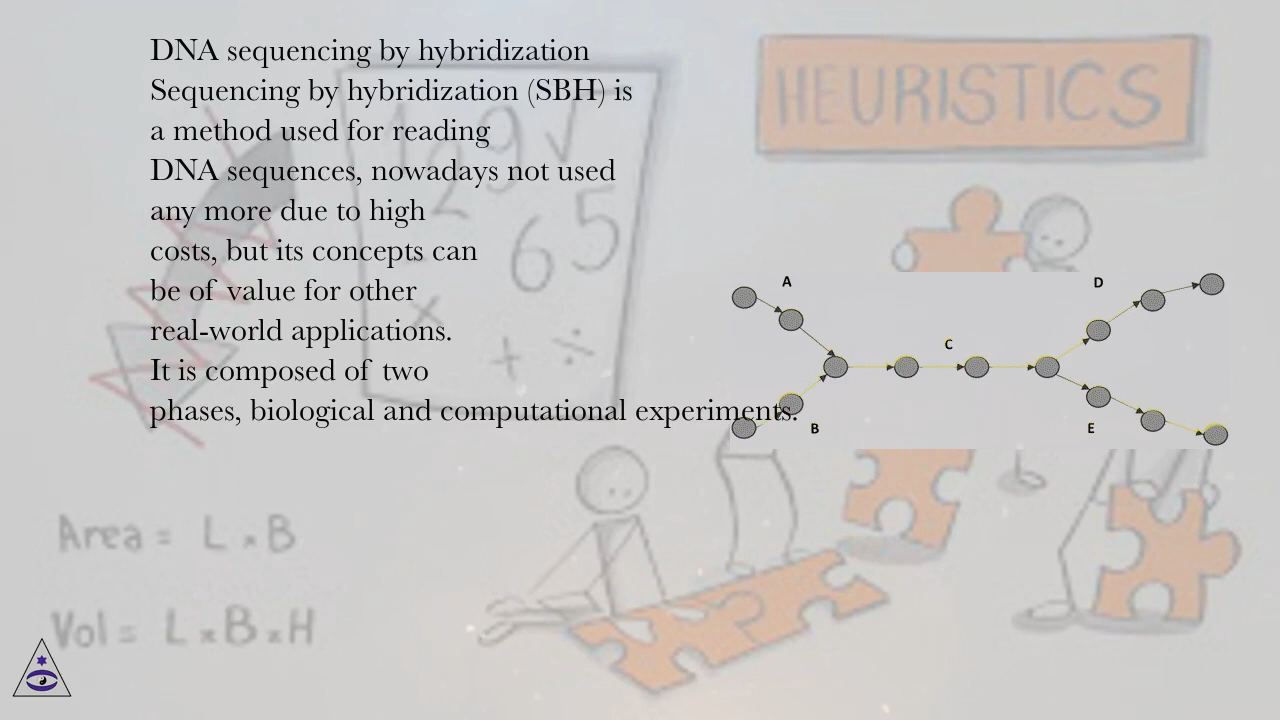 DNA sequencing by hybridization
Sequencing by hybridization (SBH) is
a method used for reading
DNA sequences, nowadays not used
any more due to high
costs, but its concepts can
be of value for other
real-world applications.
It is composed of two
phases, biological and computational experiments.
HEURISTICS
A
D
C
B
E
129√
- 65
× + ÷
Area = L × B
Vol = L × B × H